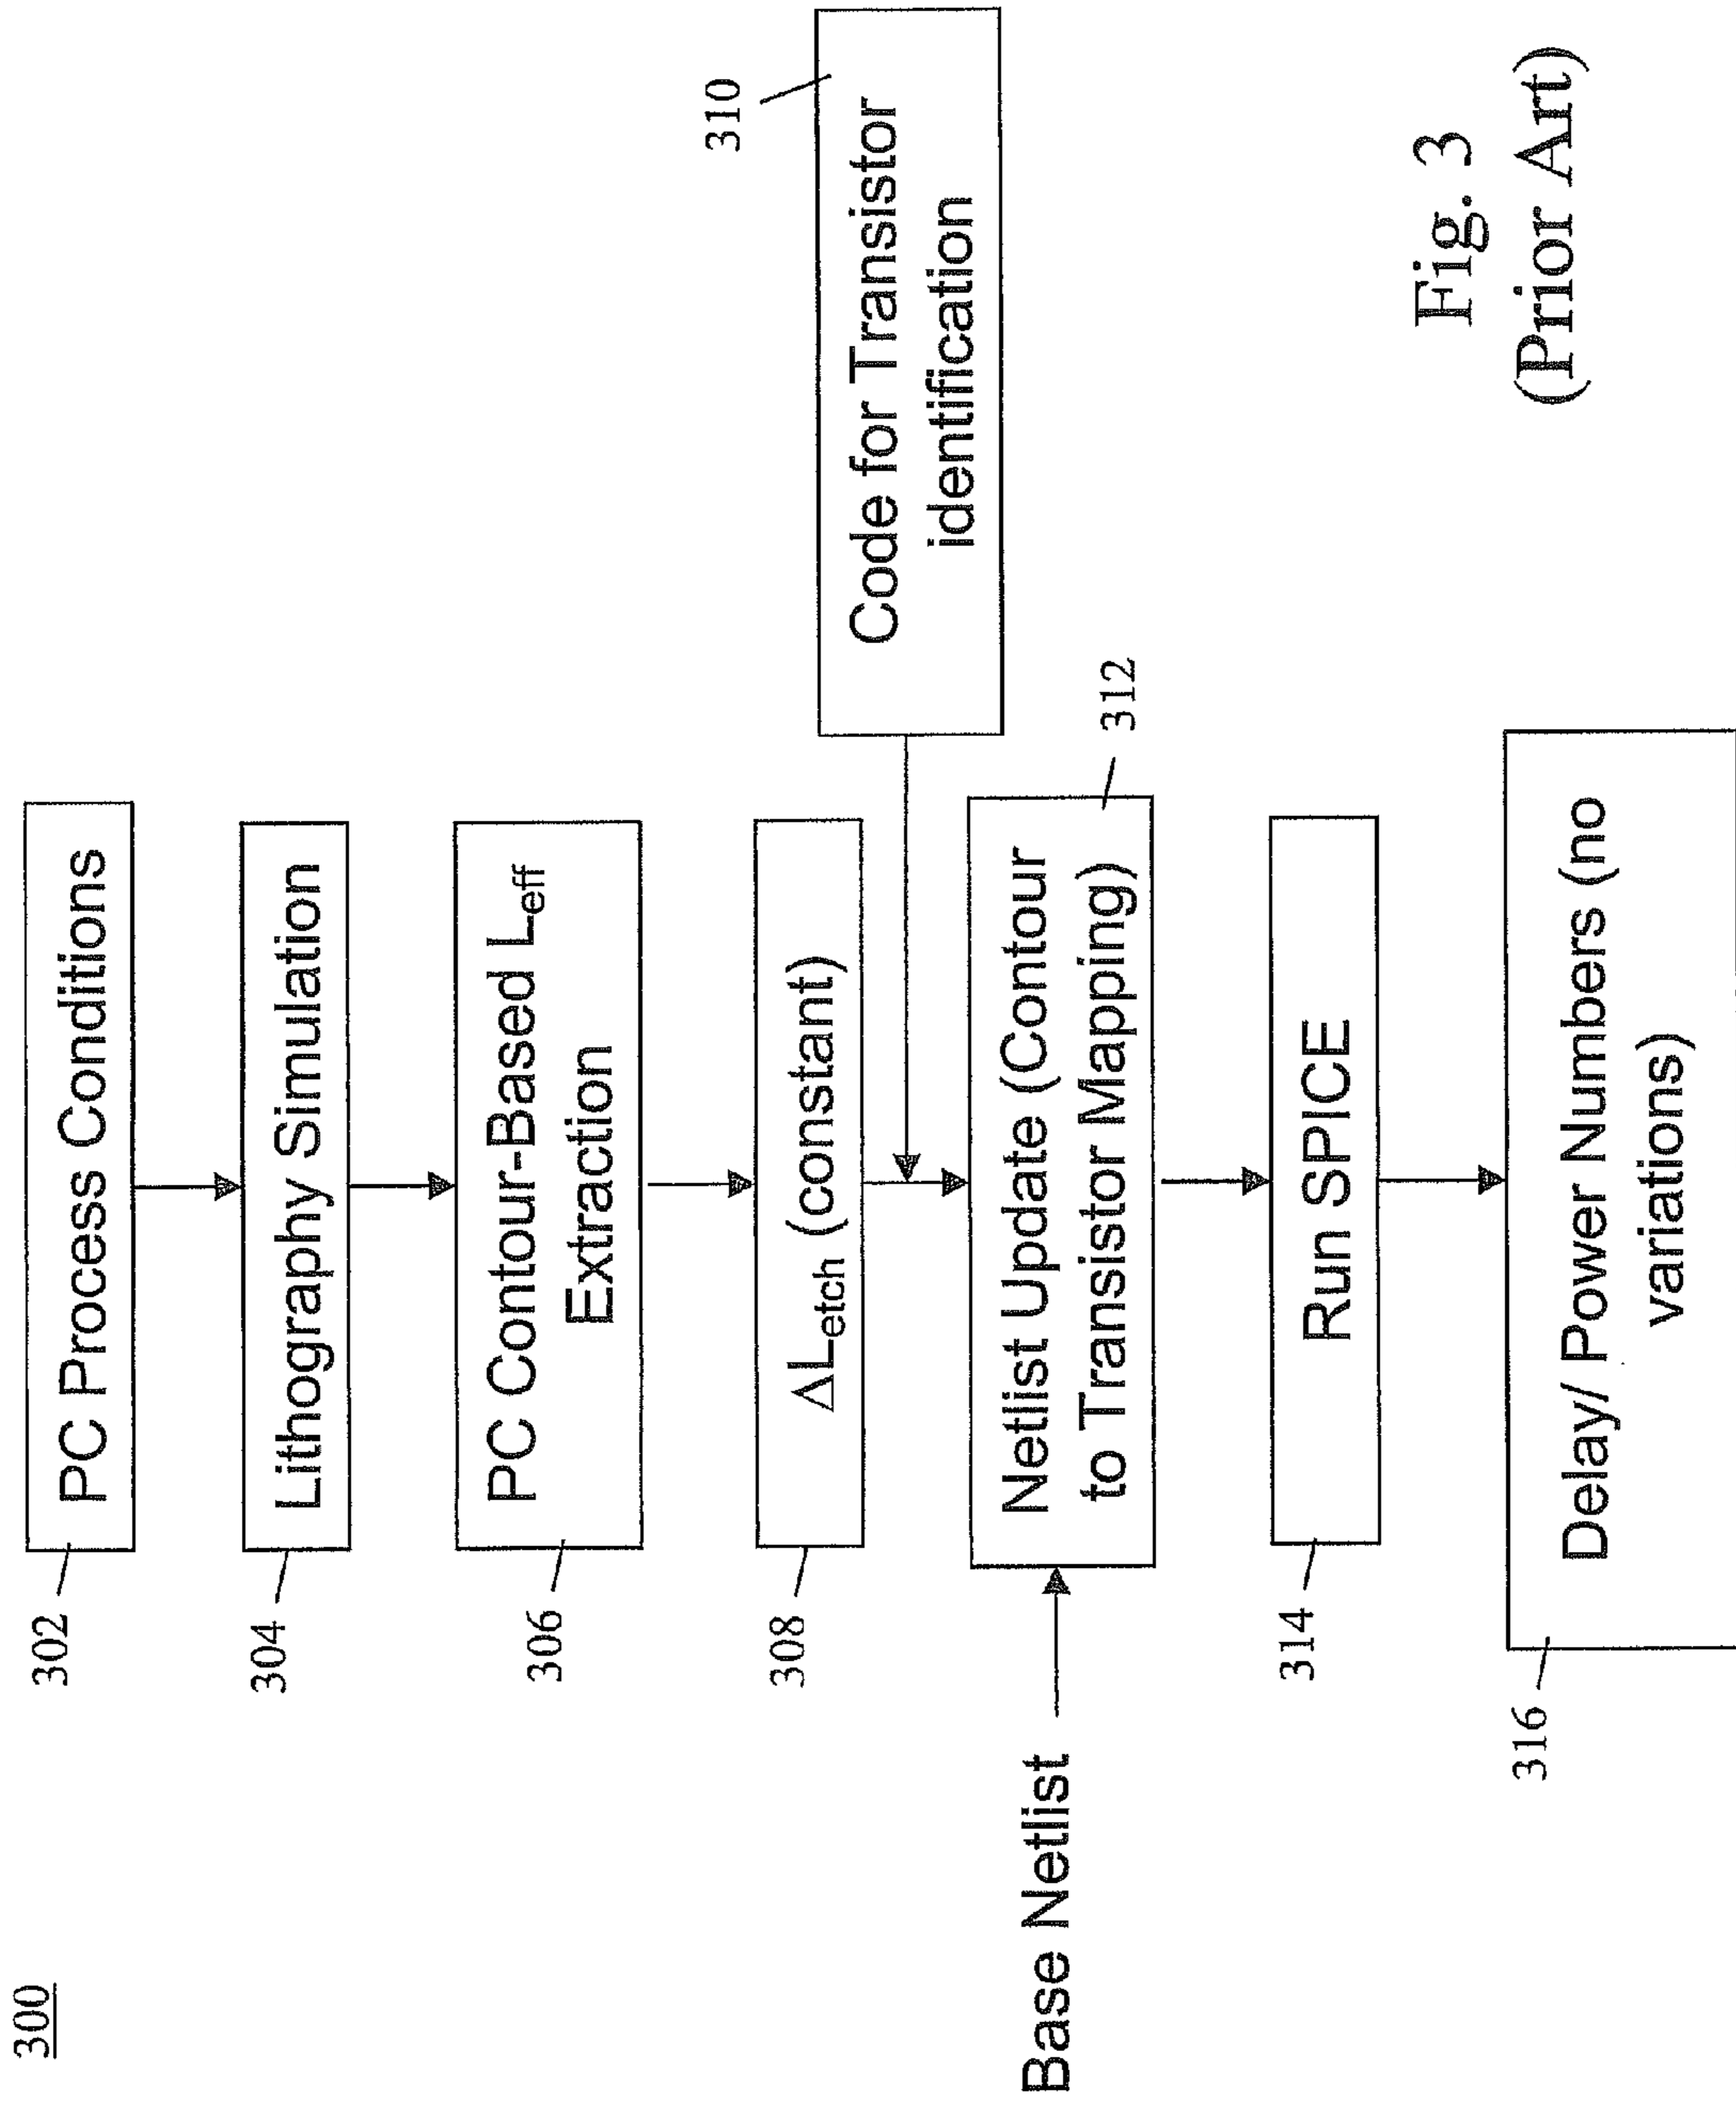 300
302
PC Process Conditions
304
Lithography Simulation
306
PC Contour-Based Leff
Extraction
308
ΔLetch (constant)
310
Code for Transistor
identification
Base Netlist
312
Netlist Update (Contour
to Transistor Mapping)
314
Run SPICE
316
Delay/ Power Numbers (no
variations)
Fig. 3
(Prior Art)